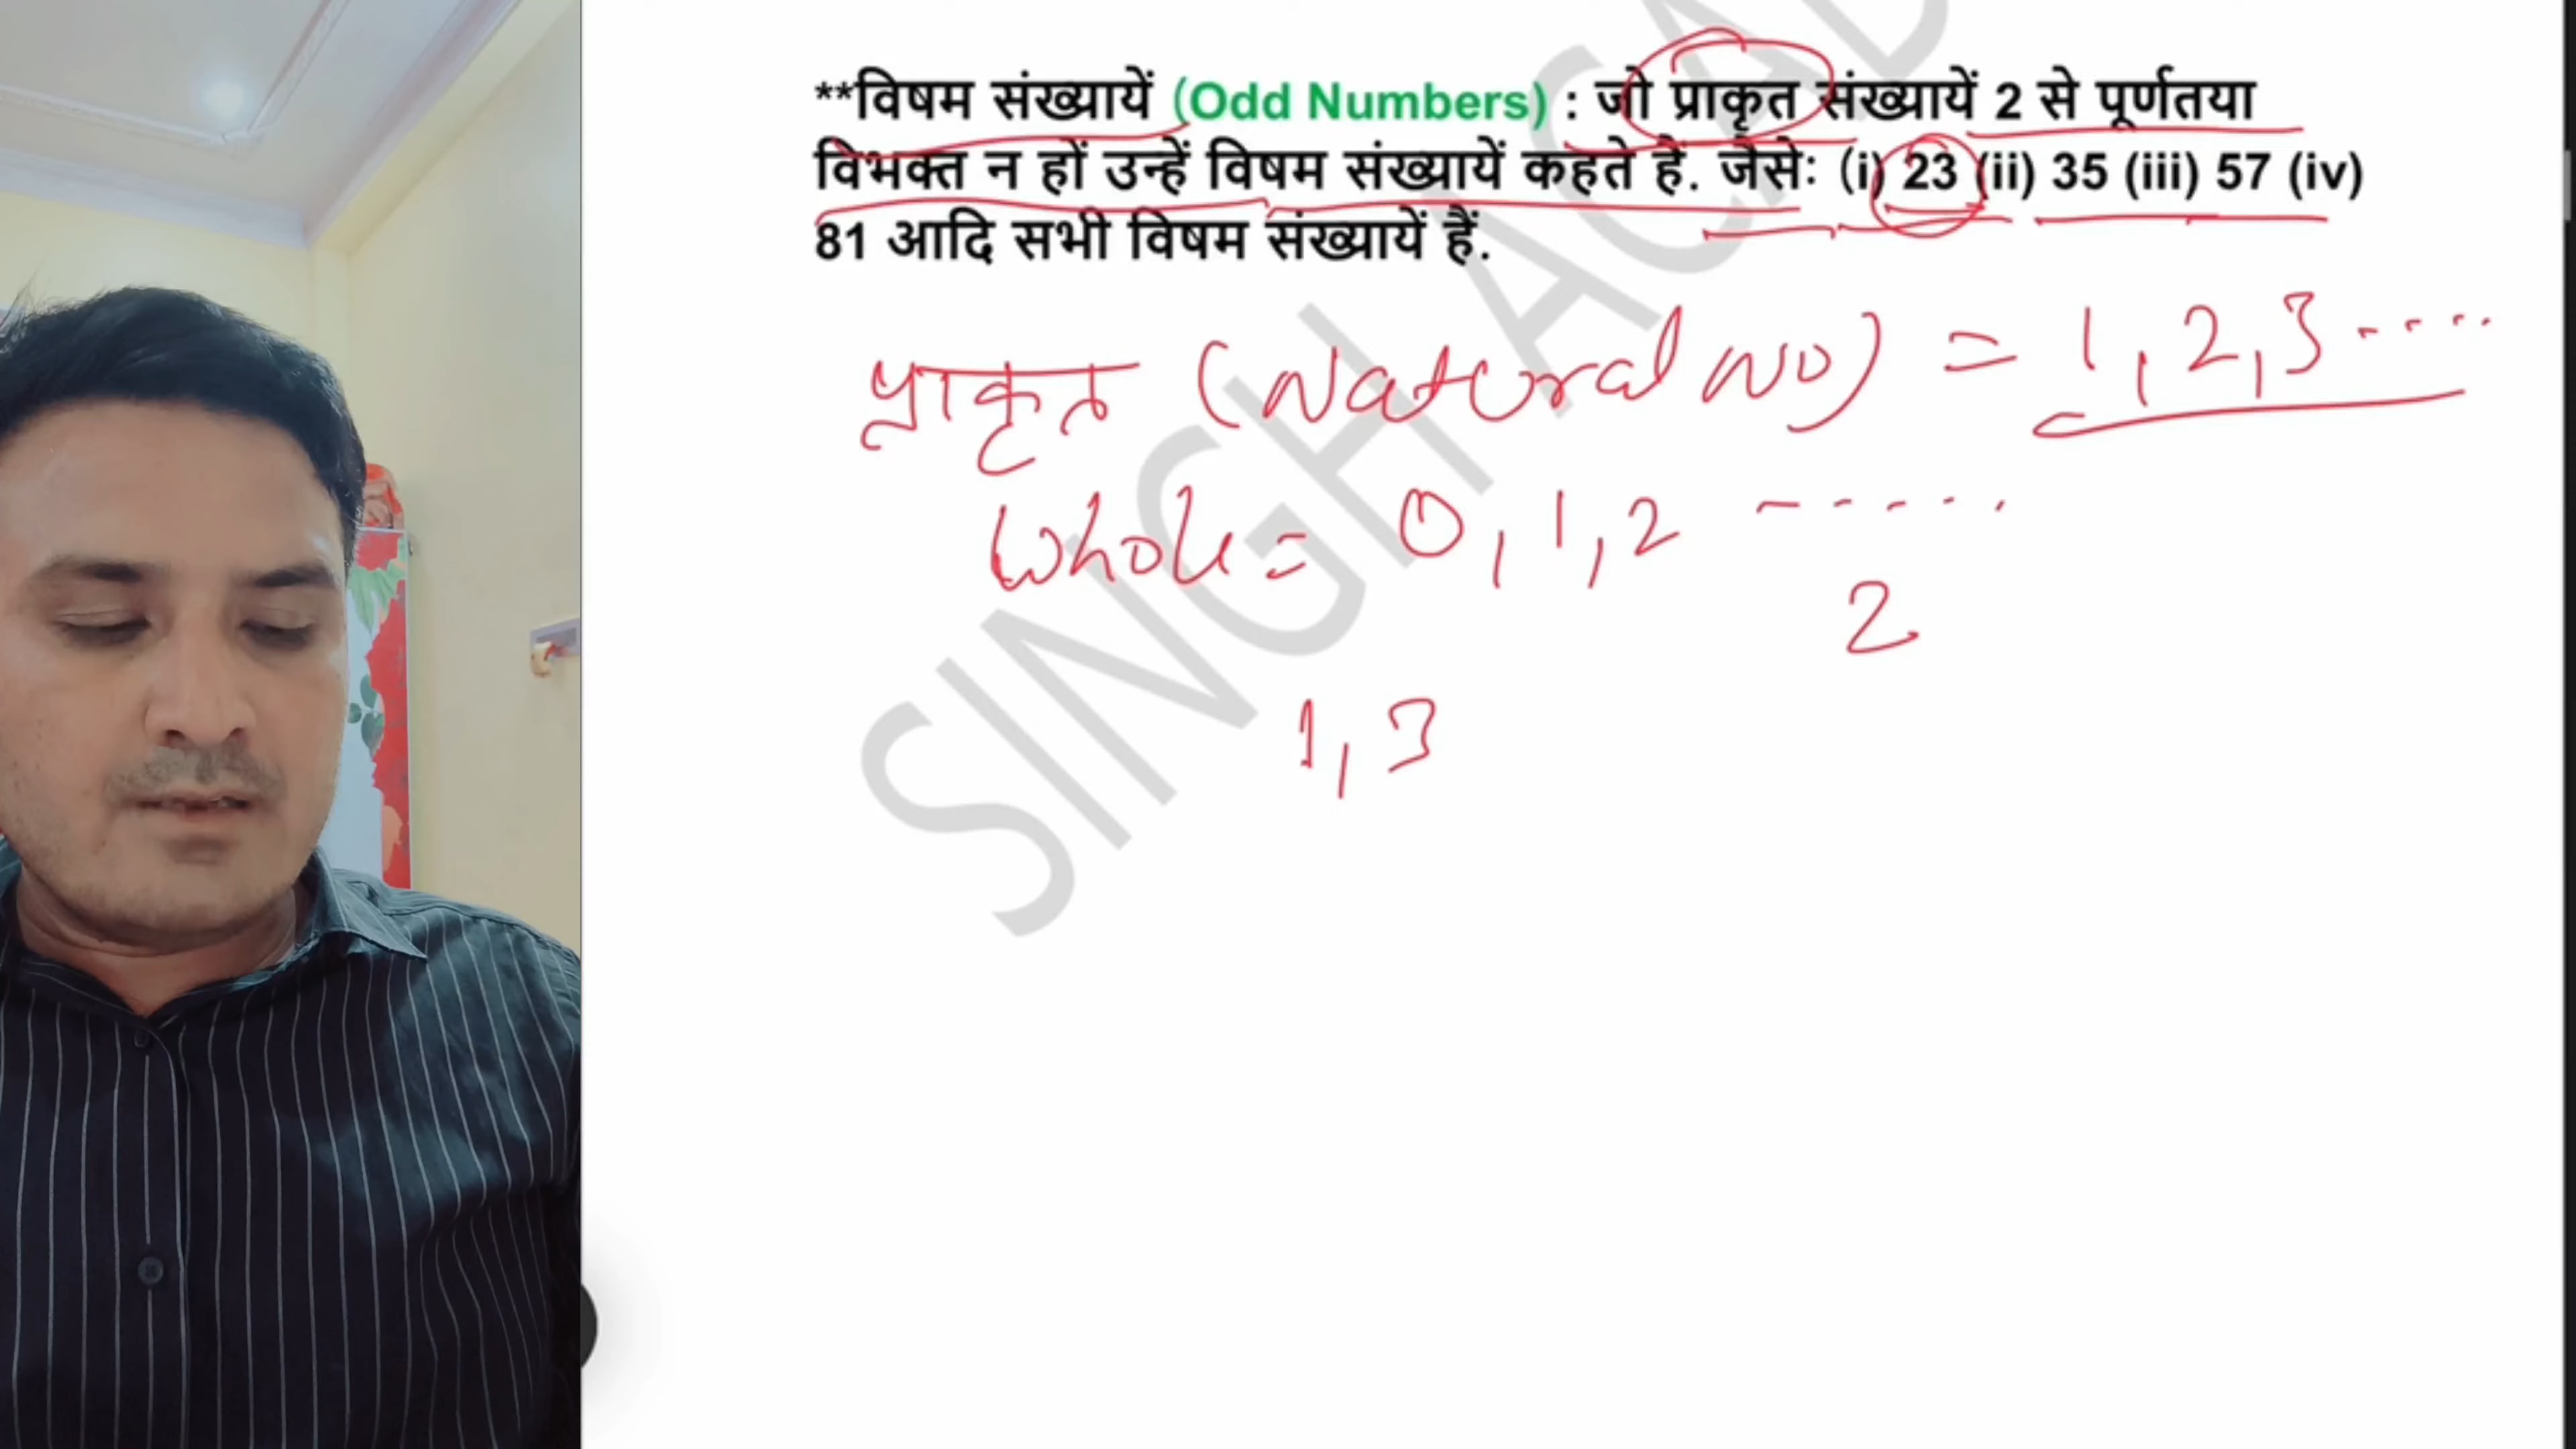 **विषम संख्यायें (Odd Numbers) : जो प्राकृत संख्यायें 2 से पूर्णतया
विभक्त न हों उन्हें विषम संख्यायें कहते हैं. जैसेः (i) 23 (ii) 35 (iii) 57 (iv)
81 आदि सभी विषम संख्यायें हैं.
प्राकृत (Natural NO) = 1, 2, 3 .....
Whole = 0, 1, 2 - - - - - .
2
1, 3
SINGH ACAD